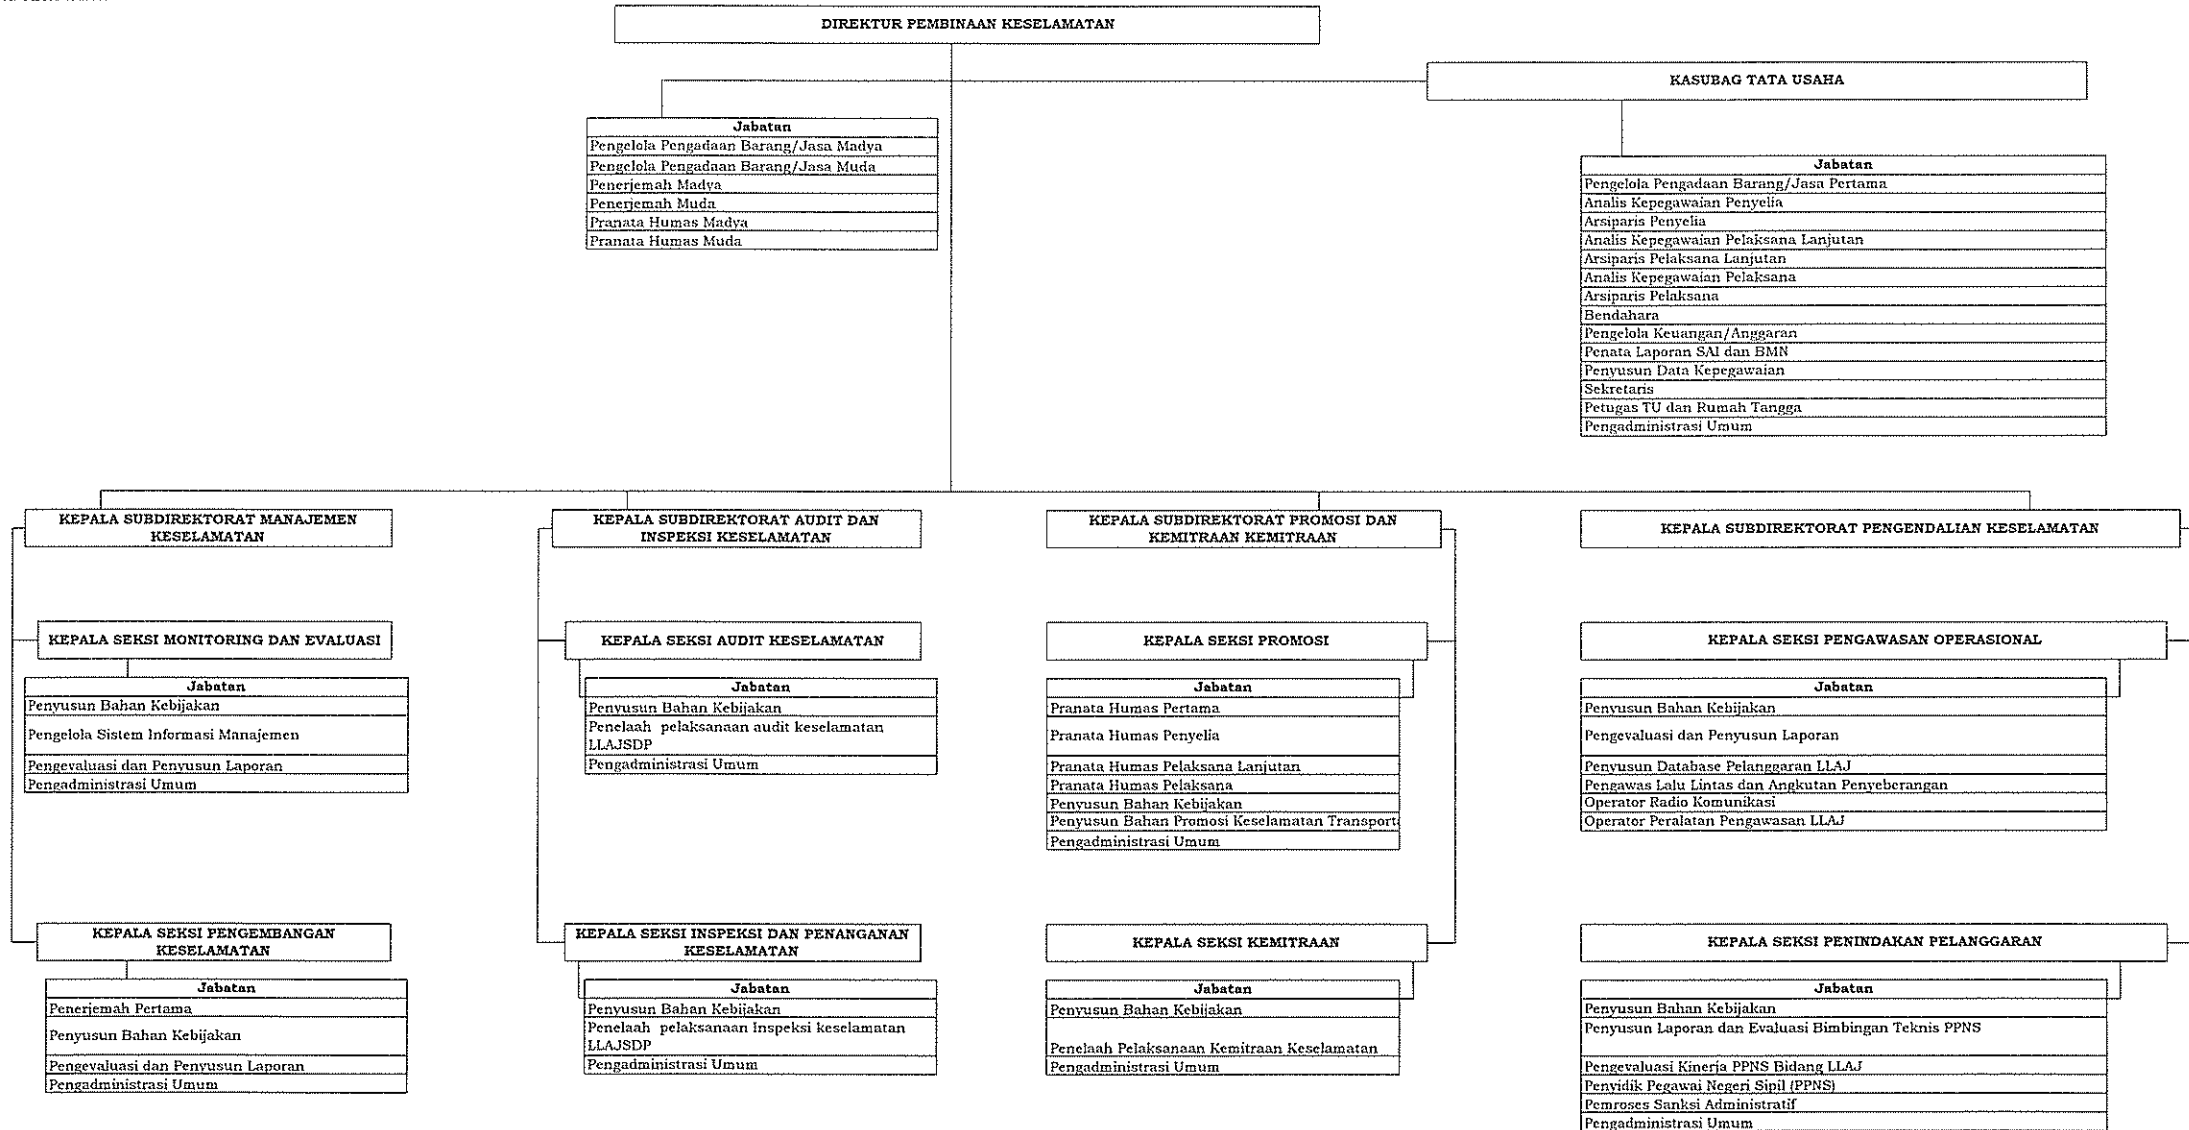 DIREKTUR PEMBINAAN KESELAMATAN
KASUBAG TATA USAHA
Jabatan
Pengelola Pengadaan Barang/Jasa Madya
Pengelola Pengadaan Barang/Jasa Muda
Penerjemah Madya
Penerjemah Muda
Pranata Humas Madya
Pranata Humas Muda
Jabatan
Pengelola Pengadaan Barang/Jasa Pertama
Analis Kepegawaian Penyelia
Arsiparis Penyelia
Analis Kepegawaian Pelaksana Lanjutan
Arsiparis Pelaksana Lanjutan
Analis Kepegawaian Pelaksana
Arsiparis Pelaksana
Bendahara
Pengelola Keuangan/Anggaran
Penata Laporan SAI dan BMN
Penyusun Data Kepegawaian
Sekretaris
Petugas TU dan Rumah Tangga
Pengadministrasi Umum
KEPALA SUBDIREKTORAT MANAJEMEN
KESELAMATAN
KEPALA SEKSI MONITORING DAN EVALUASI
Jabatan
Penyusun Bahan Kebijakan
Pengelola Sistem Informasi Manajemen
Pengevaluasi dan Penyusun Laporan
Pengadministrasi Umum
KEPALA SEKSI PENGEMBANGAN
KESELAMATAN
Jabatan
Penerjemah Pertama
Penyusun Bahan Kebijakan
Pengevaluasi dan Penyusun Laporan
Pengadministrasi Umum
KEPALA SUBDIREKTORAT AUDIT DAN
INSPEKSI KESELAMATAN
KEPALA SEKSI AUDIT KESELAMATAN
Jabatan
Penyusun Bahan Kebijakan
Penelaah pelaksanaan audit keselamatan
LLAJSDP
Pengadministrasi Umum
KEPALA SEKSI INSPEKSI DAN PENANGANAN
KESELAMATAN
Jabatan
Penyusun Bahan Kebijakan
Penelaah pelaksanaan Inspeksi keselamatan
LLAJSDP
Pengadministrasi Umum
KEPALA SUBDIREKTORAT PROMOSI DAN
KEMITRAAN KEMITRAAN
KEPALA SEKSI PROMOSI
Jabatan
Pranata Humas Pertama
Pranata Humas Penyelia
Pranata Humas Pelaksana Lanjutan
Pranata Humas Pelaksana
Penyusun Bahan Kebijakan
Penyusun Bahan Promosi Keselamatan Transport
Pengadministrasi Umum
KEPALA SEKSI KEMITRAAN
Jabatan
Penyusun Bahan Kebijakan
Penelaah Pelaksanaan Kemitraan Keselamatan
Pengadministrasi Umum
KEPALA SUBDIREKTORAT PENGENDALIAN KESELAMATAN
KEPALA SEKSI PENGAWASAN OPERASIONAL
Jabatan
Penyusun Bahan Kebijakan
Pengevaluasi dan Penyusun Laporan
Penyusun Database Pelanggaran LLAJ
Pengawas Lalu Lintas dan Angkutan Penyeberangan
Operator Radio Komunikasi
Operator Peralatan Pengawasan LLAJ
KEPALA SEKSI PENINDAKAN PELANGGARAN
Jabatan
Penyusun Bahan Kebijakan
Penyusun Laporan dan Evaluasi Bimbingan Teknis PPNS
Pengevaluasi Kinerja PPNS Bidang LLAJ
Penyidik Pegawai Negeri Sipil (PPNS)
Pemroses Sanksi Administratif
Pengadministrasi Umum